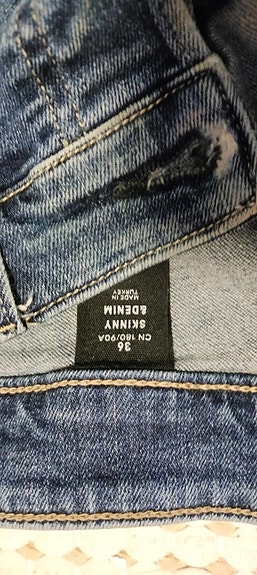 36
CN 180/90A
SKINNY
&DENIM
MADE IN
TURKEY